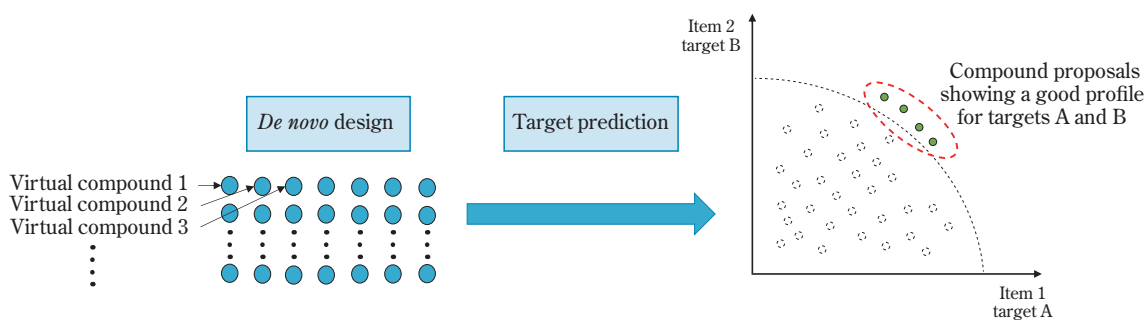 De novo design
Target prediction
Virtual compound 1
Virtual compound 2
Virtual compound 3
Item 2
target B
Compound proposals
showing a good profile
for targets A and B
Item 1
target A